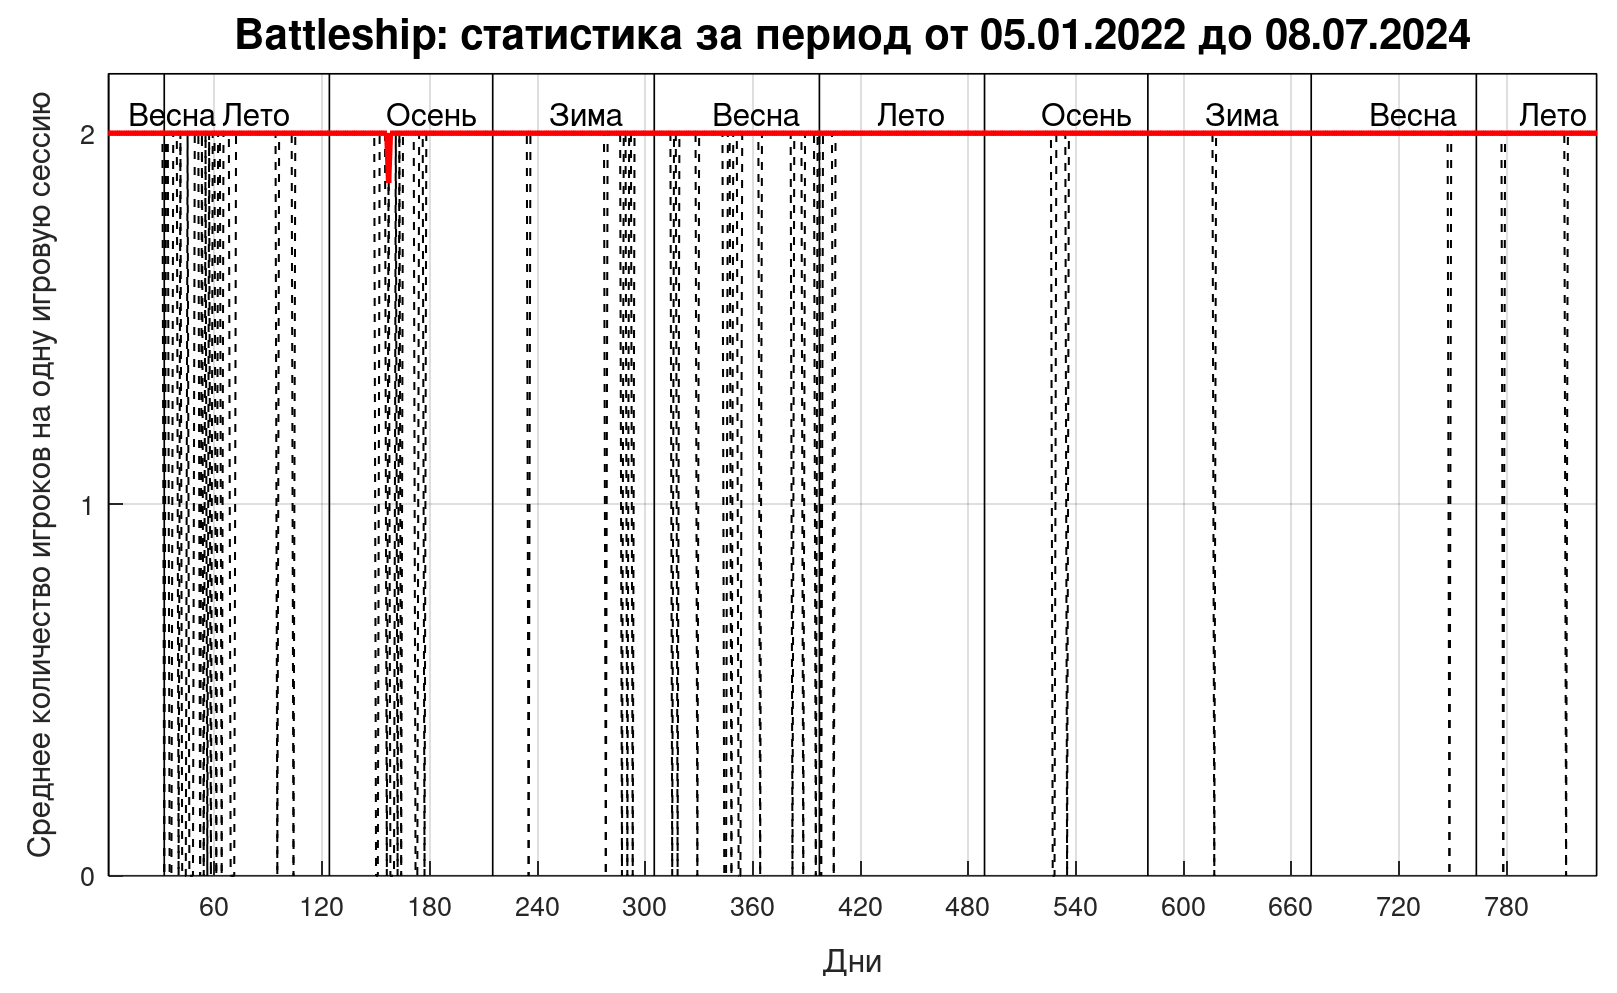 Battleship: статистика за период от 05.01.2022 до 08.07.2024
Весна Лето Осень Зима Весна Лето Осень Зима Весна Лето
2
1
0
Среднее количество игроков на одну игровую сессию
60 120 180 240 300 360 420 480 540 600 660 720 780
Дни